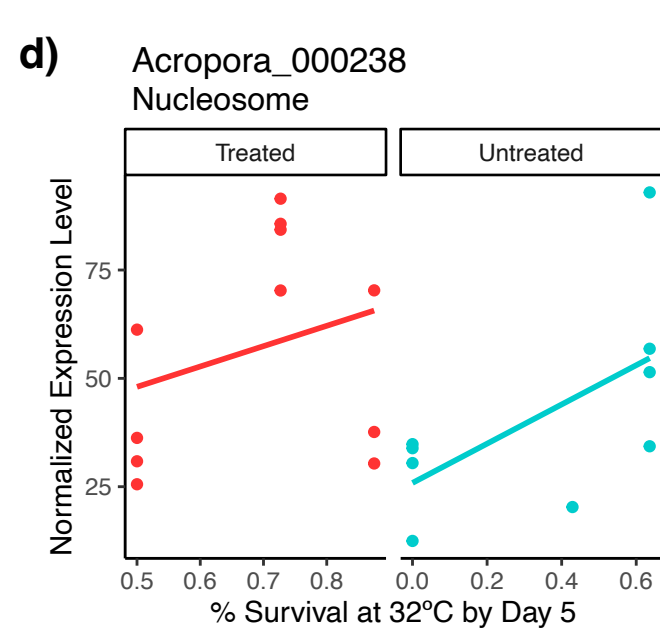 d)
Acropora_000238
Nucleosome
Treated
Untreated
Normalized Expression Level
75
50
25
0.5 0.6 0.7 0.8
0.0 0.2 0.4 0.6
% Survival at 32ºC by Day 5